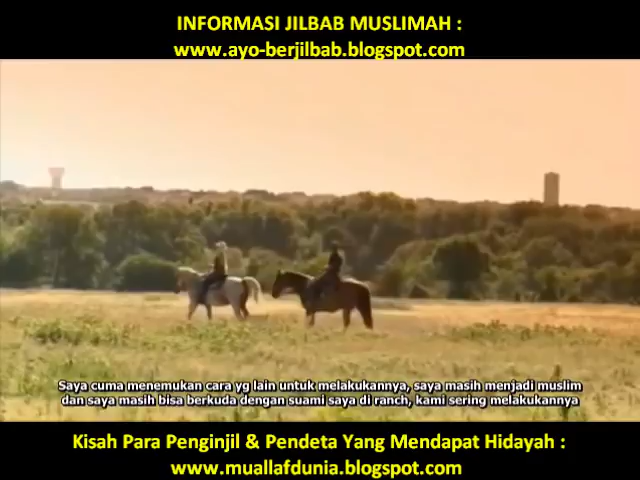 INFORMASI JILBAB MUSLIMAH :
www.ayo-berjilbab.blogspot.com
Saya cuma menemukan cara yg lain untuk melakukannya, saya masih menjadi muslim
dan saya masih bisa berkuda dengan suami saya di ranch, kami sering melakukannya
Kisah Para Penginjil & Pendeta Yang Mendapat Hidayah :
www.muallafdunia.blogspot.com